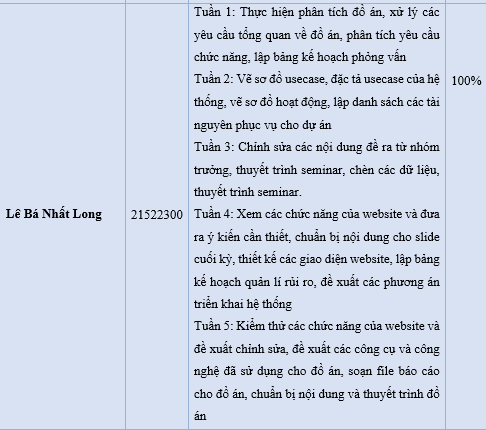 Tuần 1: Thực hiện phân tích đồ án, xử lý các
yêu cầu tổng quan về đồ án, phân tích yêu cầu
chức năng, lập bảng kế hoạch phỏng vấn
Tuần 2: Vẽ sơ đồ usecase, đặc tả usecase của hệ
thống, vẽ sơ đồ hoạt động, lập danh sách các tài
nguyên phục vụ cho dự án
Tuần 3: Chỉnh sửa các nội dung đề ra từ nhóm
trưởng, thuyết trình seminar, chèn các dữ liệu,
thuyết trình seminar.
Tuần 4: Xem các chức năng của website và đưa
ra ý kiến cần thiết, chuẩn bị nội dung cho slide
cuối kỳ, thiết kế các giao diện website, lập bảng
kế hoạch quản lí rủi ro, đề xuất các phương án
triển khai hệ thống
Tuần 5: Kiểm thử các chức năng của website và
đề xuất chỉnh sửa, đề xuất các công cụ và công
nghệ đã sử dụng cho đồ án, soạn file báo cáo
cho đồ án, chuẩn bị nội dung và thuyết trình đồ
án
Lê Bá Nhất Long
21522300
100%